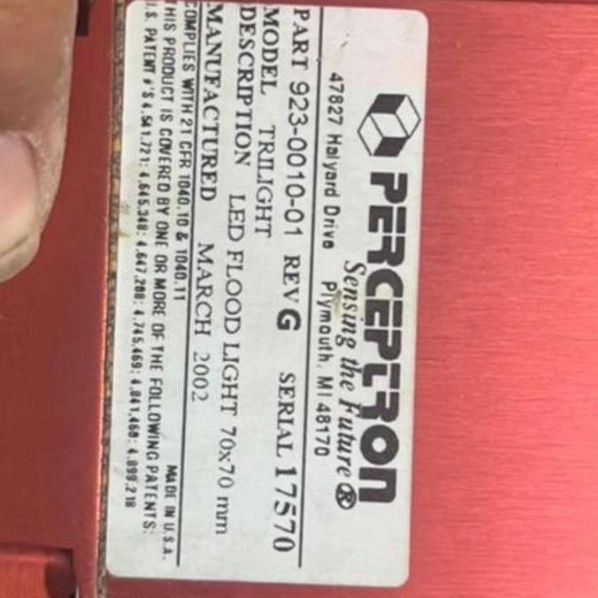 PERCEPTRON
Sensing the Future®
47827 Halyard Drive Plymouth, MI 48170
PART 923-0010-01 REV G SERIAL 17570
MODEL TRILIGHT
DESCRIPTION LED FLOOD LIGHT 70x70 mm
MANUFACTURED MARCH 2002
COMPLIES WITH 21 CFR 1040.10 & 1040.11 MADE IN U.S.A.
THIS PRODUCT IS COVERED BY ONE OR MORE OF THE FOLLOWING PATENTS:
U.S. PATENT #'S 4,541,721; 4,645,348; 4,647,208; 4,745,469; 4,841,460; 4,899,218